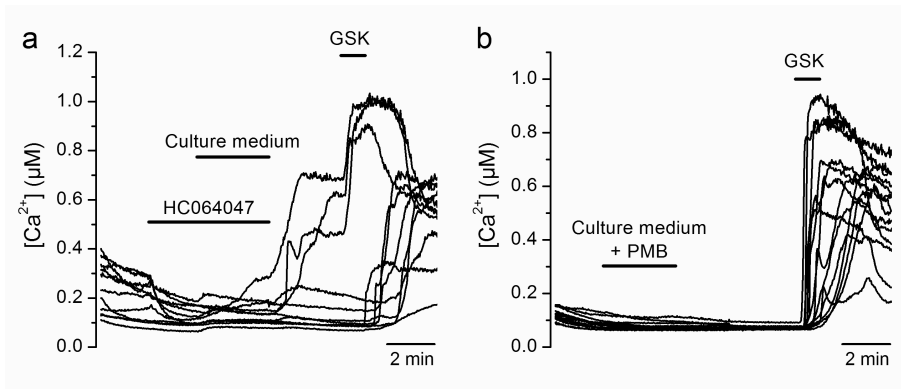 a
GSK
1.2
1.0
0.8
0.6
0.4
0.2
0.0
[Ca2+] (µM)
Culture medium
HC064047
2 min
b
GSK
1.0
0.8
0.6
0.4
0.2
0.0
[Ca2+] (µM)
Culture medium
+ PMB
2 min